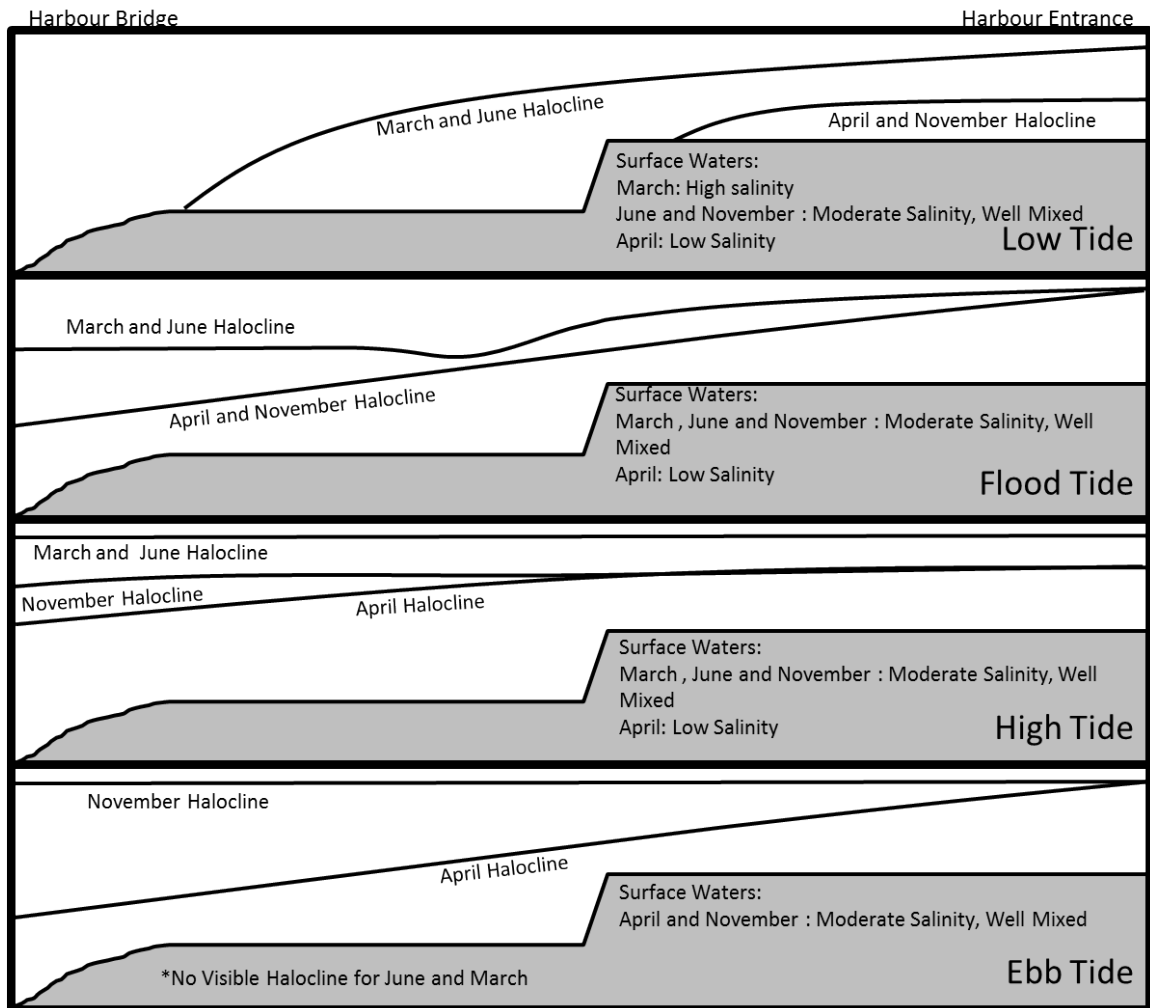 Harbour Bridge
Harbour Entrance
March and June Halocline
April and November Halocline
Surface Waters:
March: High salinity
June and November : Moderate Salinity, Well Mixed
April: Low Salinity
Low Tide
March and June Halocline
April and November Halocline
Surface Waters:
March , June and November : Moderate Salinity, Well
Mixed
April: Low Salinity
Flood Tide
March and June Halocline
November Halocline
April Halocline
Surface Waters:
March , June and November : Moderate Salinity, Well
Mixed
April: Low Salinity
High Tide
November Halocline
April Halocline
Surface Waters:
April and November : Moderate Salinity, Well Mixed
*No Visible Halocline for June and March
Ebb Tide